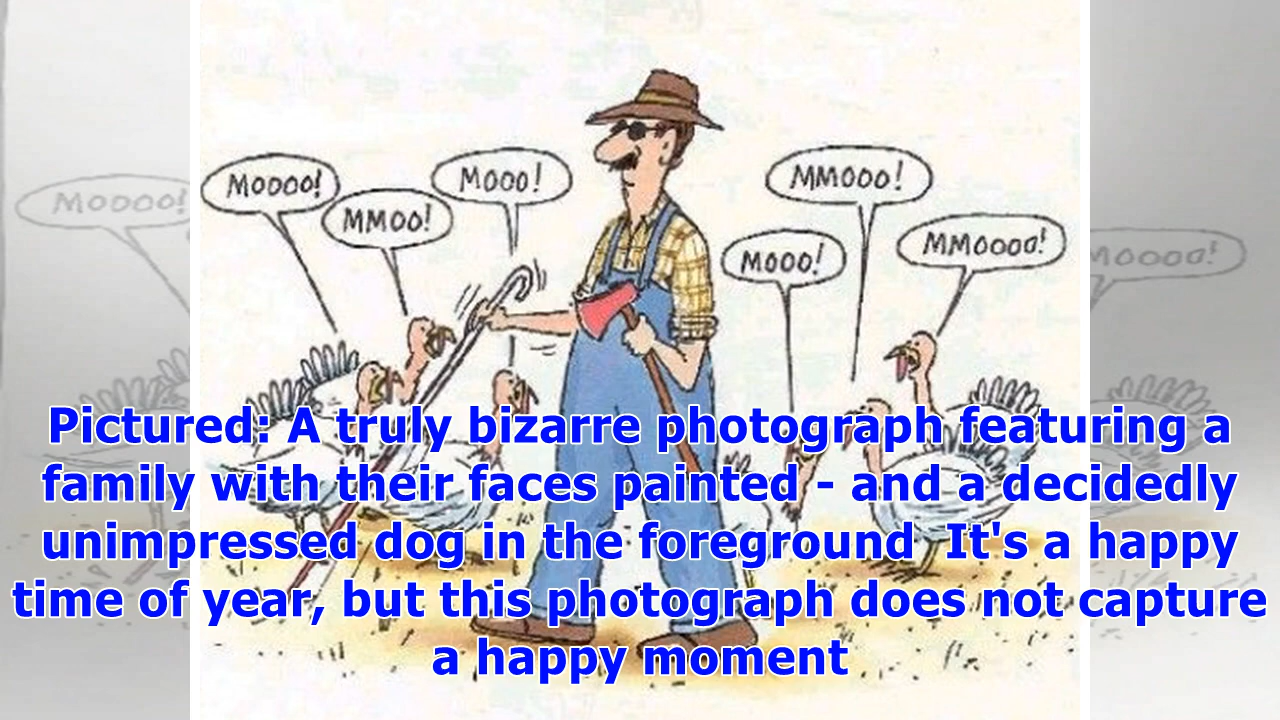 MOOOO!
MMOO!
MOOO!
MMOOO!
MOOO!
MMOOOO!
MOOOO!
MOOOO!
Pictured: A truly bizarre photograph featuring a
family with their faces painted - and a decidedly
unimpressed dog in the foreground  It's a happy
time of year, but this photograph does not capture
a happy moment